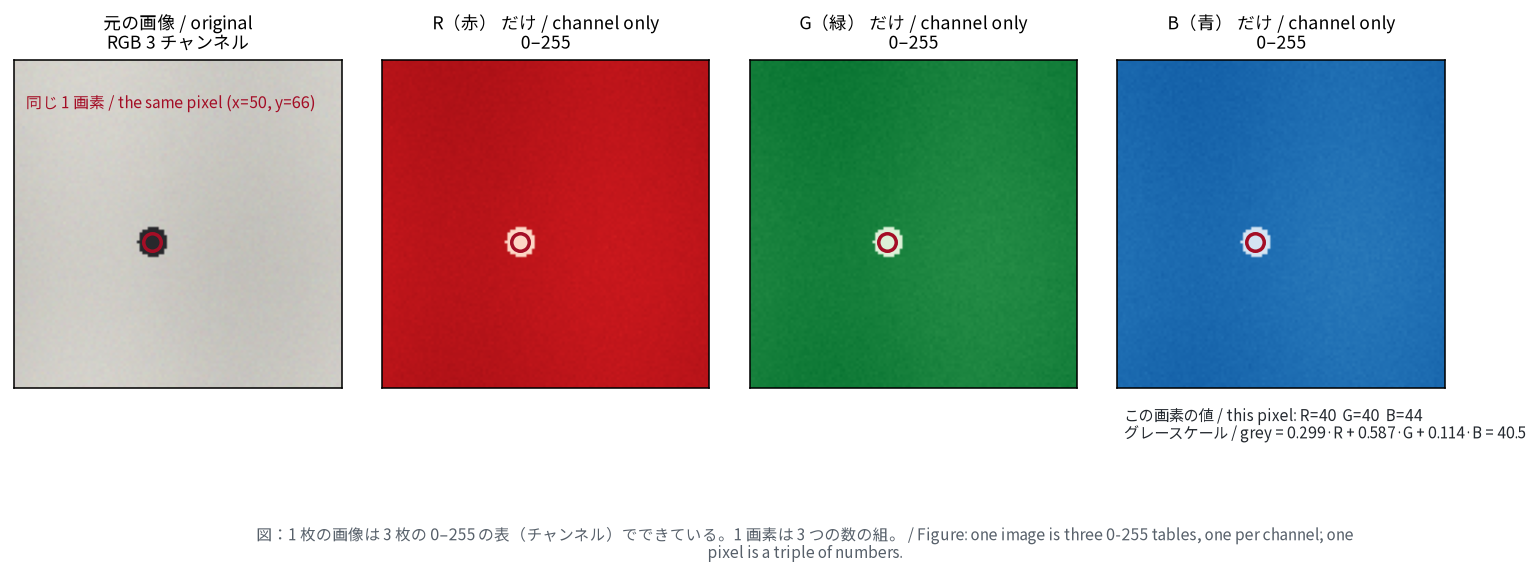 元の画像 / original
RGB 3 チャンネル
R（赤） だけ / channel only
0–255
G（緑） だけ / channel only
0–255
B（青） だけ / channel only
0–255
同じ 1 画素 / the same pixel (x=50, y=66)
この画素の値 / this pixel: R=40 G=40 B=44
グレースケール / grey = 0.299·R + 0.587·G + 0.114·B = 40.5
図：1 枚の画像は 3 枚の 0–255 の表（チャンネル）でできている。1 画素は 3 つの数の組。 / Figure: one image is three 0-255 tables, one per channel; one
pixel is a triple of numbers.